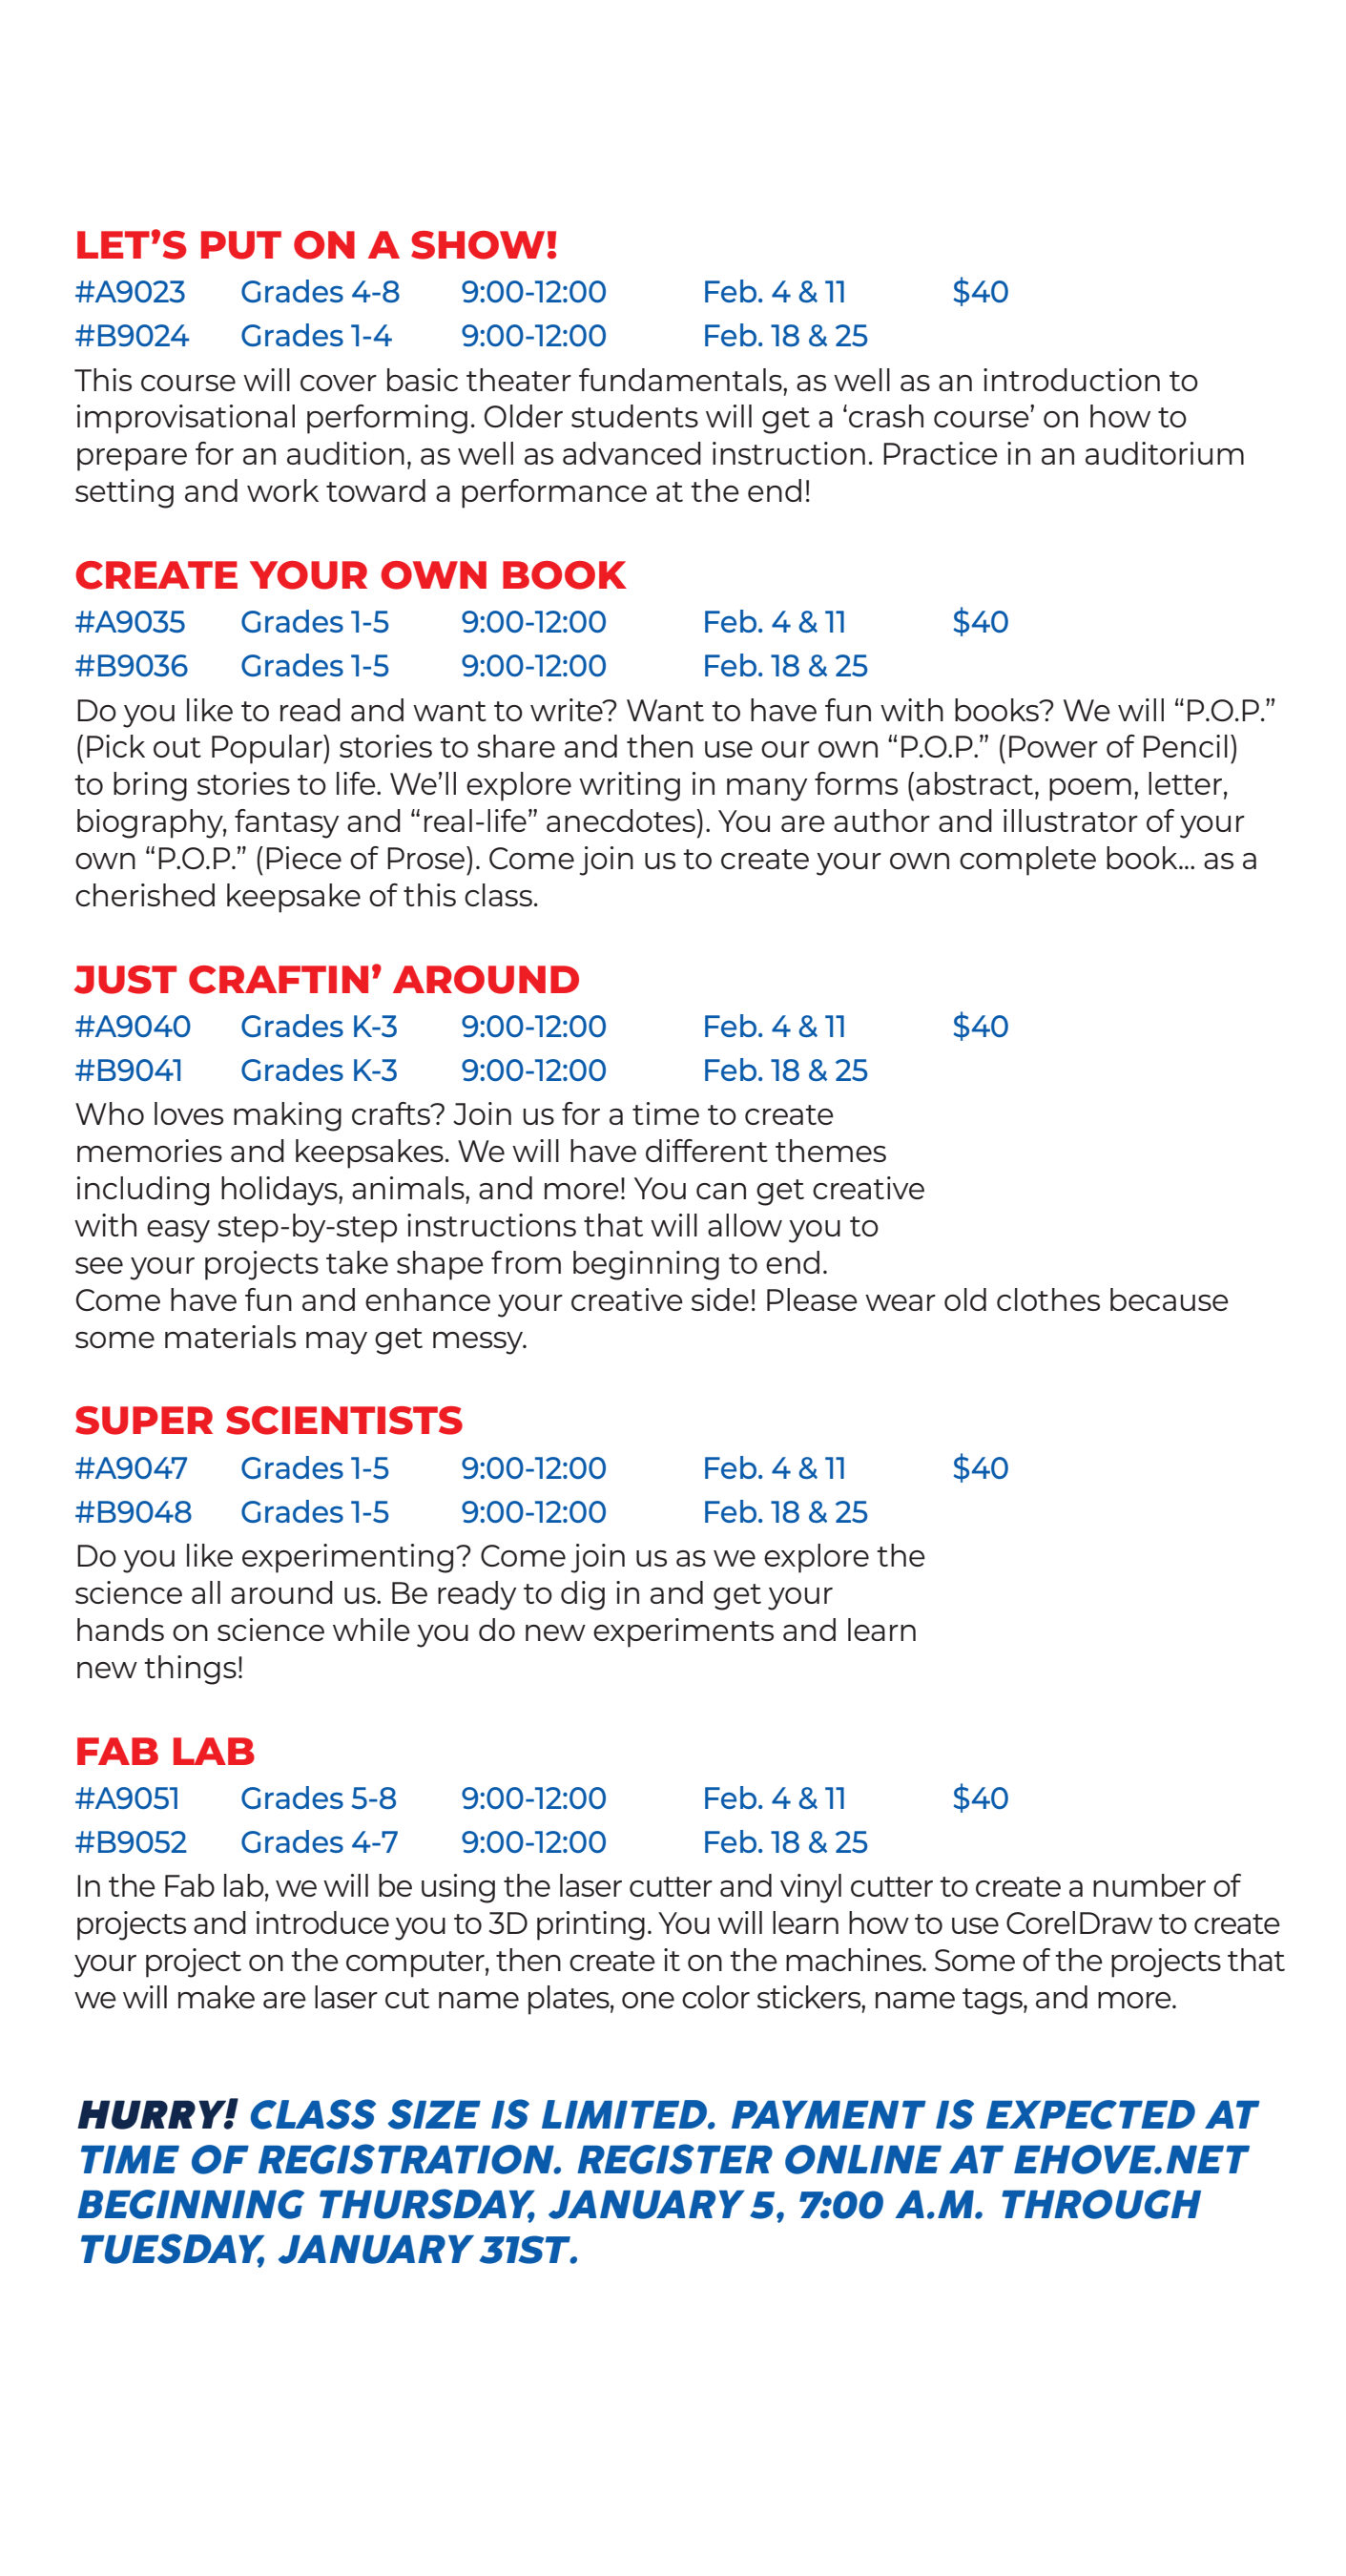 LET’S PUT ON A SHOW!
#A9023 Grades 4-8 9:00-12:00 Feb. 4 & 11 $40
#B9024 Grades 1-4 9:00-12:00 Feb. 18 & 25
This course will cover basic theater fundamentals, as well as an introduction to
improvisational performing. Older students will get a ‘crash course’ on how to
prepare for an audition, as well as advanced instruction. Practice in an auditorium
setting and work toward a performance at the end!
CREATE YOUR OWN BOOK
#A9035 Grades 1-5 9:00-12:00 Feb. 4 & 11 $40
#B9036 Grades 1-5 9:00-12:00 Feb. 18 & 25
Do you like to read and want to write? Want to have fun with books? We will “P.O.P.”
(Pick out Popular) stories to share and then use our own “P.O.P.” (Power of Pencil)
to bring stories to life. We’ll explore writing in many forms (abstract, poem, letter,
biography, fantasy and “real-life” anecdotes). You are author and illustrator of your
own “P.O.P.” (Piece of Prose). Come join us to create your own complete book... as a
cherished keepsake of this class.
JUST CRAFTIN’ AROUND
#A9040 Grades K-3 9:00-12:00 Feb. 4 & 11 $40
#B9041 Grades K-3 9:00-12:00 Feb. 18 & 25
Who loves making crafts? Join us for a time to create
memories and keepsakes. We will have different themes
including holidays, animals, and more! You can get creative
with easy step-by-step instructions that will allow you to
see your projects take shape from beginning to end.
Come have fun and enhance your creative side! Please wear old clothes because
some materials may get messy.
SUPER SCIENTISTS
#A9047 Grades 1-5 9:00-12:00 Feb. 4 & 11 $40
#B9048 Grades 1-5 9:00-12:00 Feb. 18 & 25
Do you like experimenting? Come join us as we explore the
science all around us. Be ready to dig in and get your
hands on science while you do new experiments and learn
new things!
FAB LAB
#A9051 Grades 5-8 9:00-12:00 Feb. 4 & 11 $40
#B9052 Grades 4-7 9:00-12:00 Feb. 18 & 25
In the Fab lab, we will be using the laser cutter and vinyl cutter to create a number of
projects and introduce you to 3D printing. You will learn how to use CorelDraw to create
your project on the computer, then create it on the machines. Some of the projects that
we will make are laser cut name plates, one color stickers, name tags, and more.
HURRY! CLASS SIZE IS LIMITED. PAYMENT IS EXPECTED AT
TIME OF REGISTRATION. REGISTER ONLINE AT EHOVE.NET
BEGINNING THURSDAY, JANUARY 5, 7:00 A.M. THROUGH
TUESDAY, JANUARY 31ST.